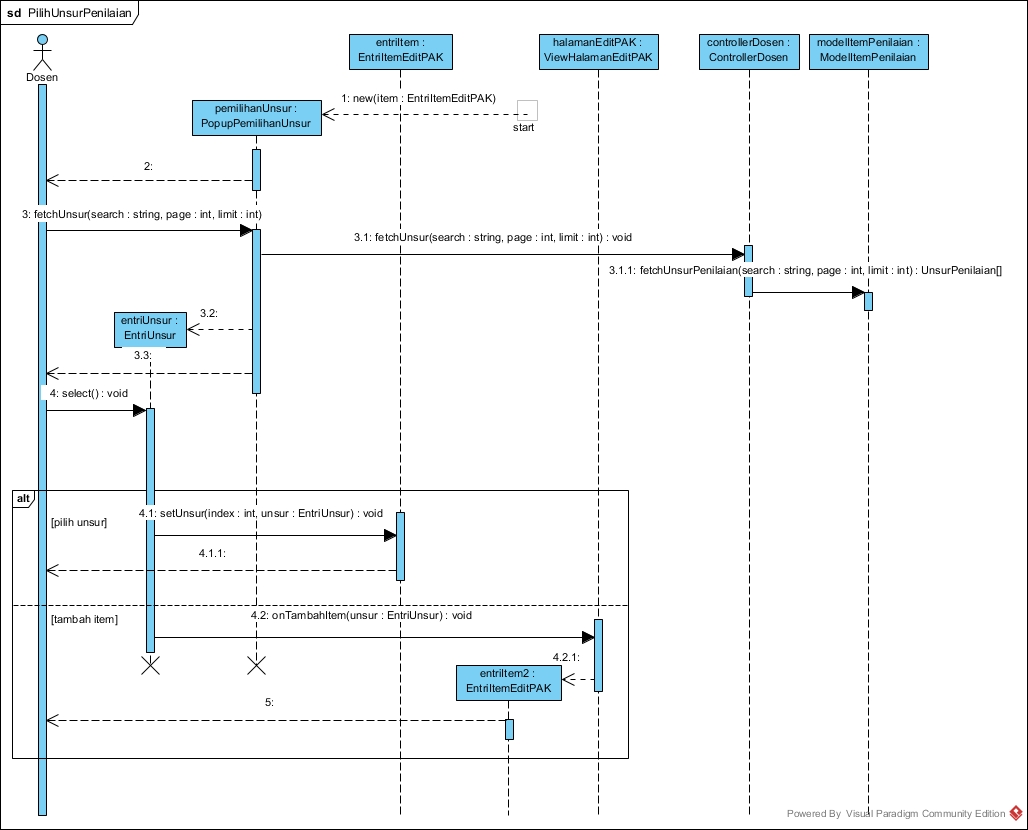 sd PilihUnsurPenilaian
Dosen
entriItem :
EntriItemEditPAK
halamanEditPAK :
ViewHalamanEditPAK
controllerDosen :
ControllerDosen
modelItemPenilaian :
ModelItemPenilaian
1: new(item : EntriItemEditPAK)
pemilihanUnsur :
PopupPemilihanUnsur
start
2:
3: fetchUnsur(search : string, page : int, limit : int)
3.1: fetchUnsur(search : string, page : int, limit : int) : void
3.1.1: fetchUnsurPenilaian(search : string, page : int, limit : int) : UnsurPenilaian[]
3.2:
entriUnsur :
EntriUnsur
3.3:
4: select() : void
alt
[pilih unsur]
4.1: setUnsur(index : int, unsur : EntriUnsur) : void
4.1.1:
[tambah item]
4.2: onTambahItem(unsur : EntriUnsur) : void
4.2.1:
entriItem2 :
EntriItemEditPAK
5:
Powered By Visual Paradigm Community Edition